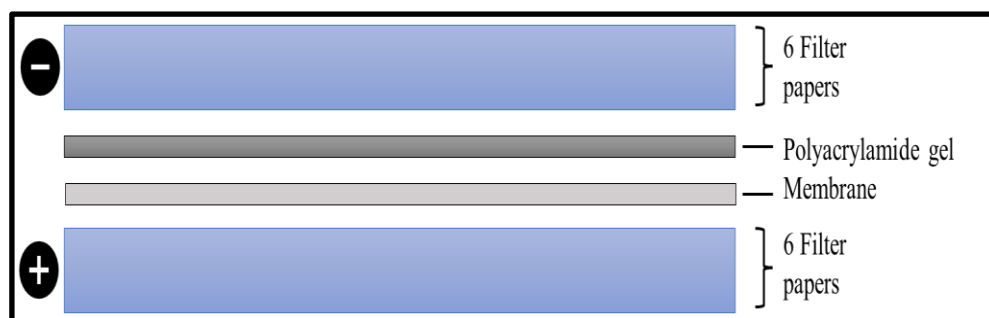 −
6 Filter
papers
Polyacrylamide gel
Membrane
+
6 Filter
papers